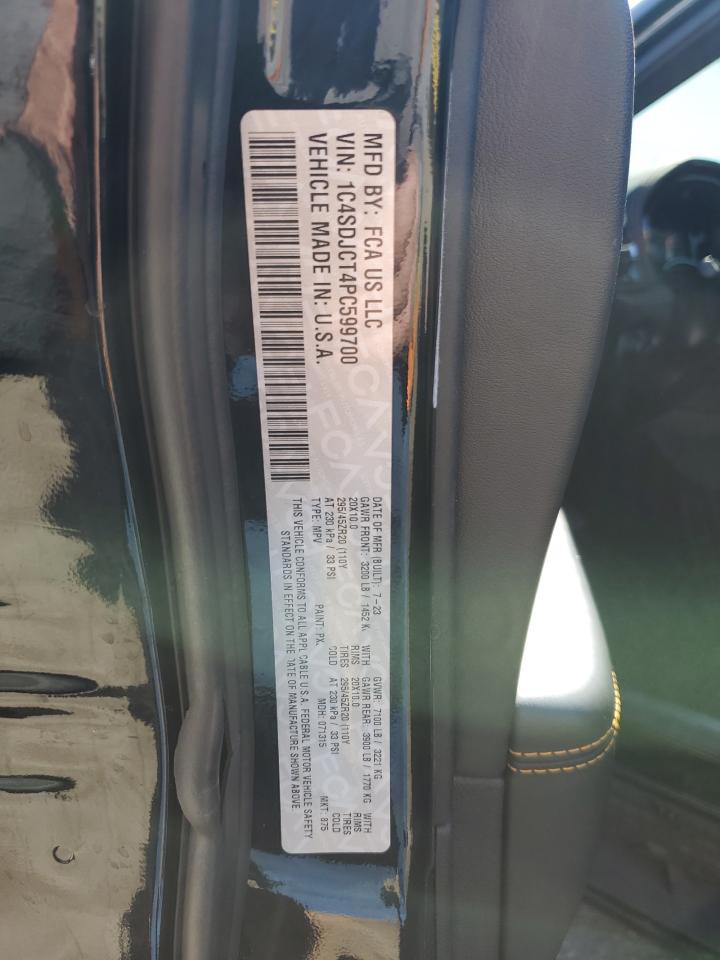 MFD BY: FCA US LLC
VIN: 1C4SDJCT4PC599700
VEHICLE MADE IN: U.S.A.
DATE OF MFR (BUILT): 7-23 GVWR: 7100 LB / 3221 KG
GAWR FRONT: 3200 LB / 1452 K. WITH GAWR REAR: 3900 LB / 1770 KG WITH
20X10.0 RIMS 20X10.0 RIMS
295/45ZR20 (110Y TIRES 295/45ZR20 (110Y TIRES
AT 230 kPa / 33 PSI COLD AT 230 kPa / 33 PSI COLD
TYPE: MPV PAINT: PX. MDH: 071315 MKT: 875
THIS VEHICLE CONFORMS TO ALL APPLICABLE U.S.A. FEDERAL MOTOR VEHICLE SAFETY
STANDARDS IN EFFECT ON THE DATE OF MANUFACTURE SHOWN ABOVE.